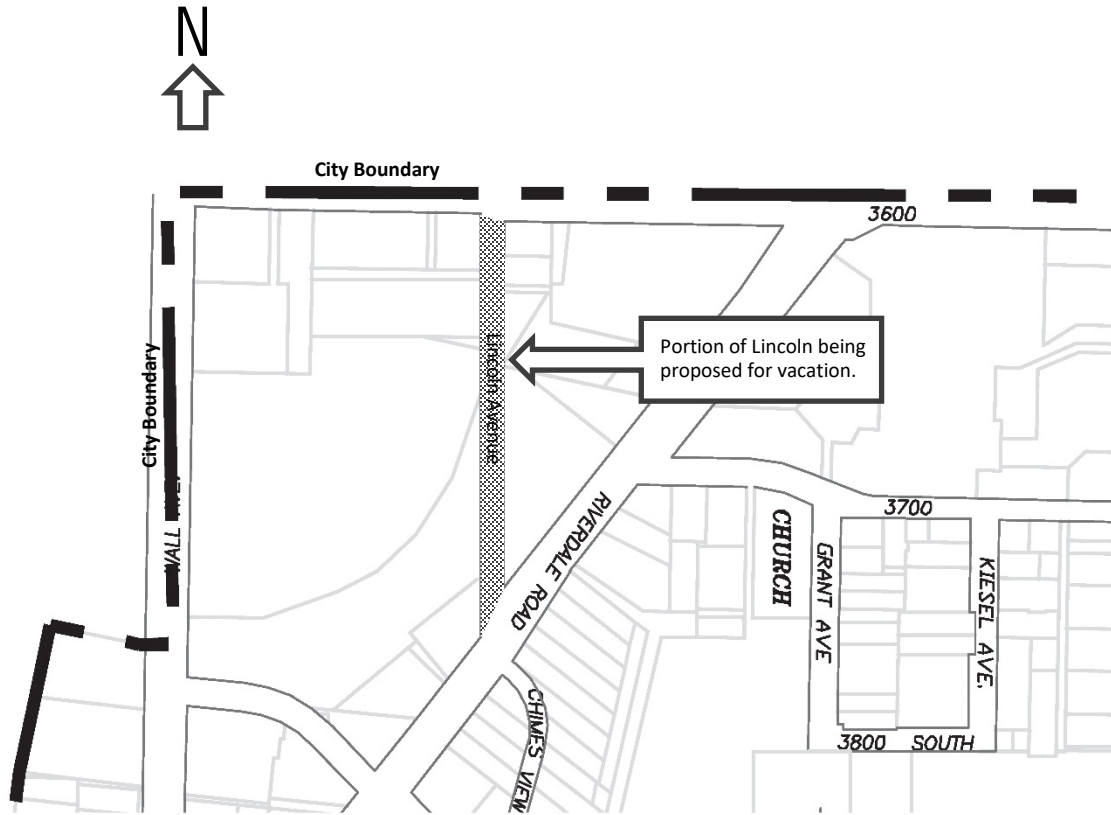 N
City Boundary
3600
Lincoln Avenue
Portion of Lincoln being
proposed for vacation.
City Boundary
WALL
RIVERDALE ROAD
3700
CHURCH
GRANT AVE
KIESEL AVE.
CHIMES VIEW
3800 SOUTH